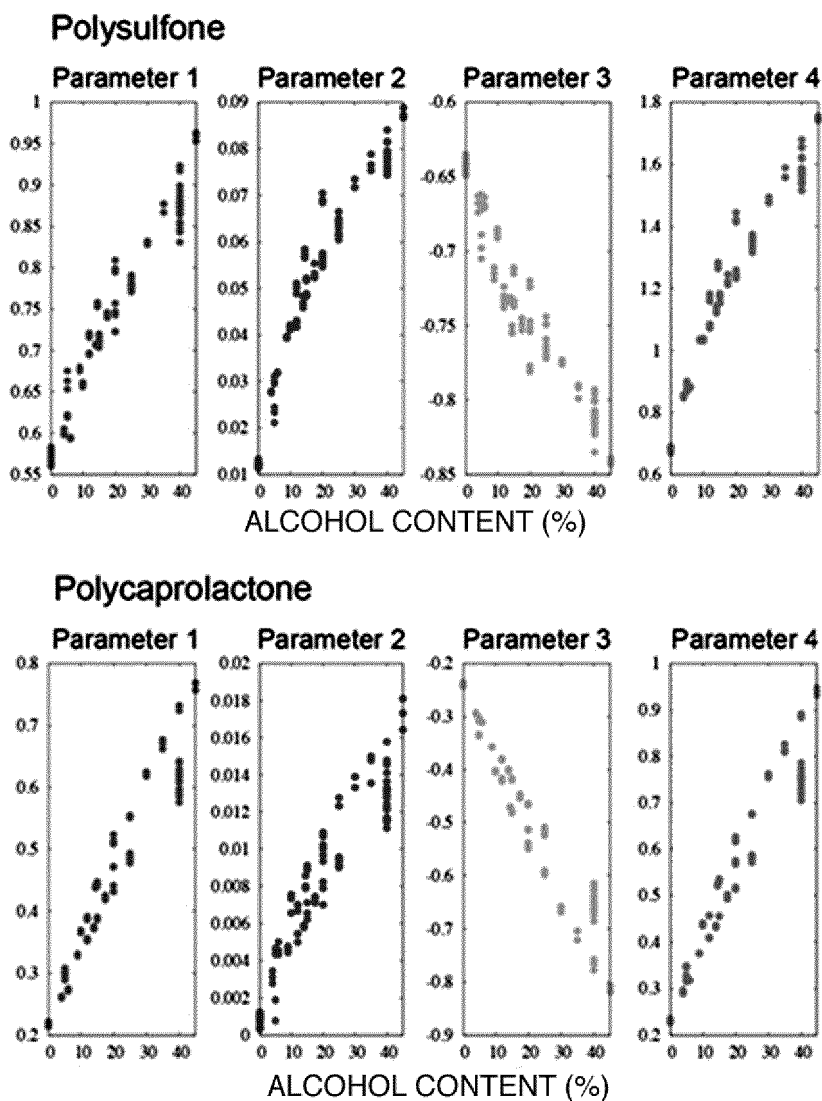 Polysulfone
Parameter 1 Parameter 2 Parameter 3 Parameter 4
1 0.09 -0.6 1.8
0.95 0.08 1.6
0.9 0.07 -0.65
0.85 0.06 -0.7 1.4
0.8 0.05 1.2
0.75 0.04 -0.75
0.7 0.03 1
0.65 -0.8
0.6 0.02 0.8
0.55 0.01 -0.85 0.6
0 10 20 30 40 0 10 20 30 40 0 10 20 30 40 0 10 20 30 40
ALCOHOL CONTENT (%)
Polycaprolactone
Parameter 1 Parameter 2 Parameter 3 Parameter 4
0.8 0.02 -0.2 1
0.7 0.018 -0.3 0.9
0.6 0.016 -0.4 0.8
0.5 0.014 -0.5 0.7
0.4 0.012 -0.6 0.6
0.3 0.01 -0.7 0.5
0.2 0.008 -0.8 0.4
0.006 -0.9 0.3
0.004 0.2
0.002
0
0 10 20 30 40 0 10 20 30 40 0 10 20 30 40 0 10 20 30 40
ALCOHOL CONTENT (%)